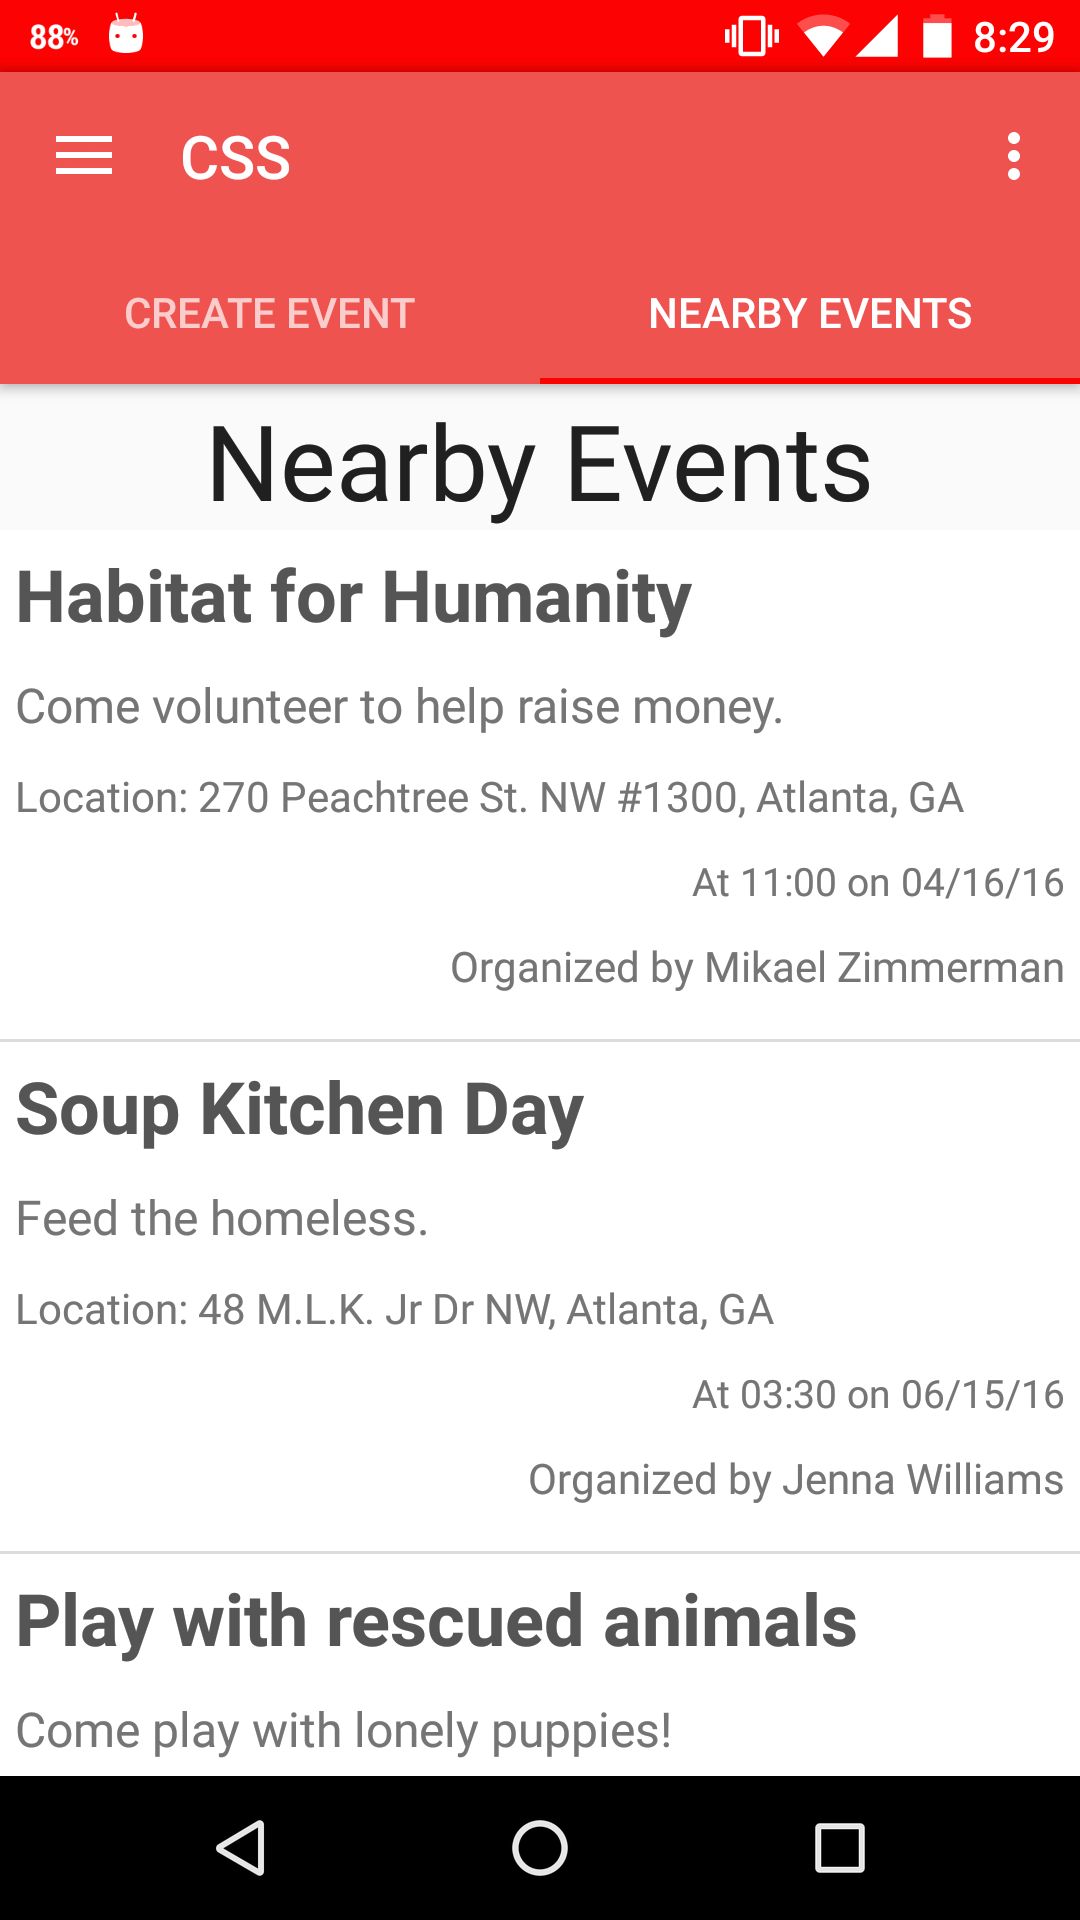 88%
8:29
CSS
CREATE EVENT
NEARBY EVENTS
Nearby Events
Habitat for Humanity
Come volunteer to help raise money.
Location: 270 Peachtree St. NW #1300, Atlanta, GA
At 11:00 on 04/16/16
Organized by Mikael Zimmerman
Soup Kitchen Day
Feed the homeless.
Location: 48 M.L.K. Jr Dr NW, Atlanta, GA
At 03:30 on 06/15/16
Organized by Jenna Williams
Play with rescued animals
Come play with lonely puppies!